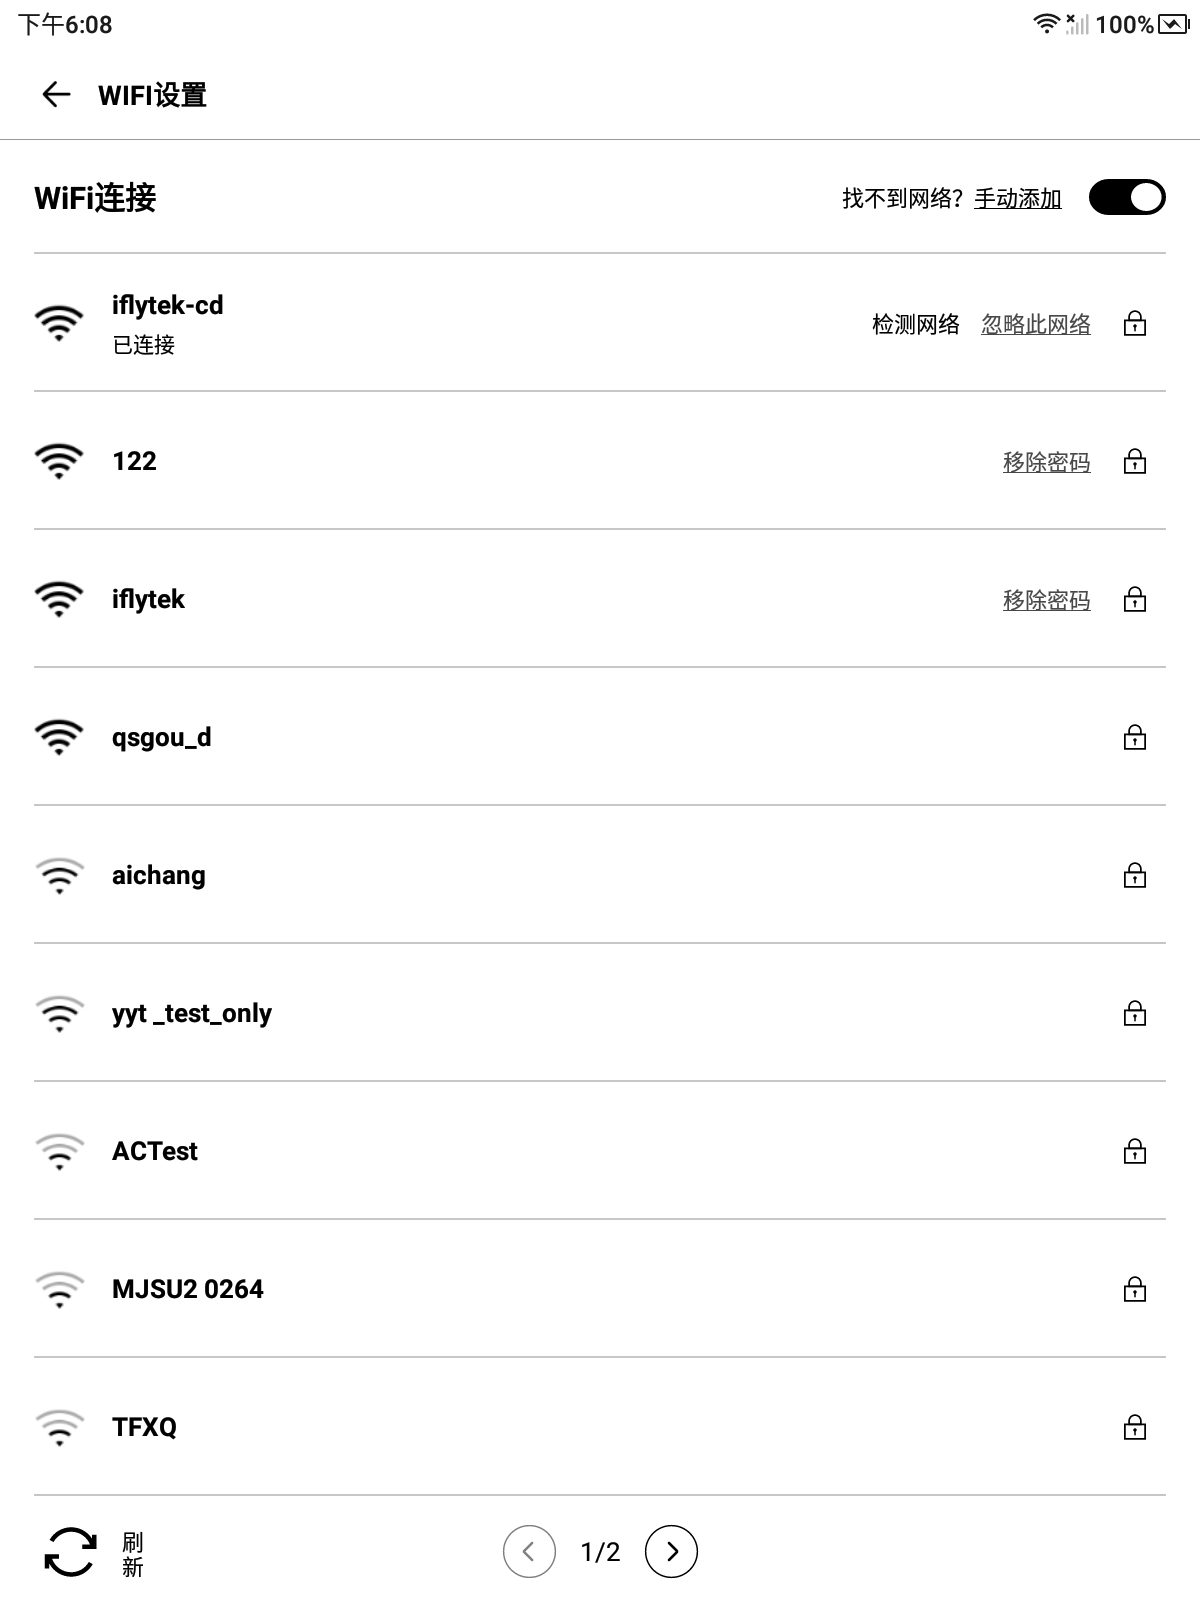 下午6:08
100%
WIFI设置
WiFi连接
找不到网络？ 手动添加
iflytek-cd
已连接
检测网络 忽略此网络
122
移除密码
iflytek
移除密码
qsgou_d
aichang
yyt _test_only
ACTest
MJSU2 0264
TFXQ
刷
新
1/2